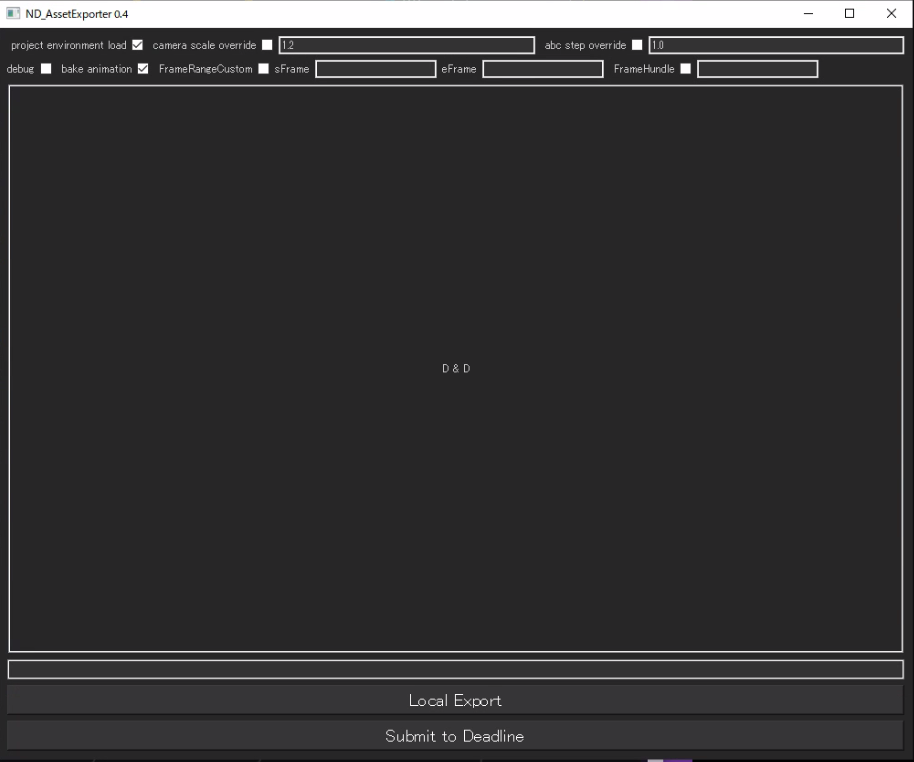 ND_AssetExporter 0.4
project environment load camera scale override 1.2 abc step override 1.0
debug bake animation FrameRangeCustom sFrame eFrame FrameHundle
D & D
Local Export
Submit to Deadline